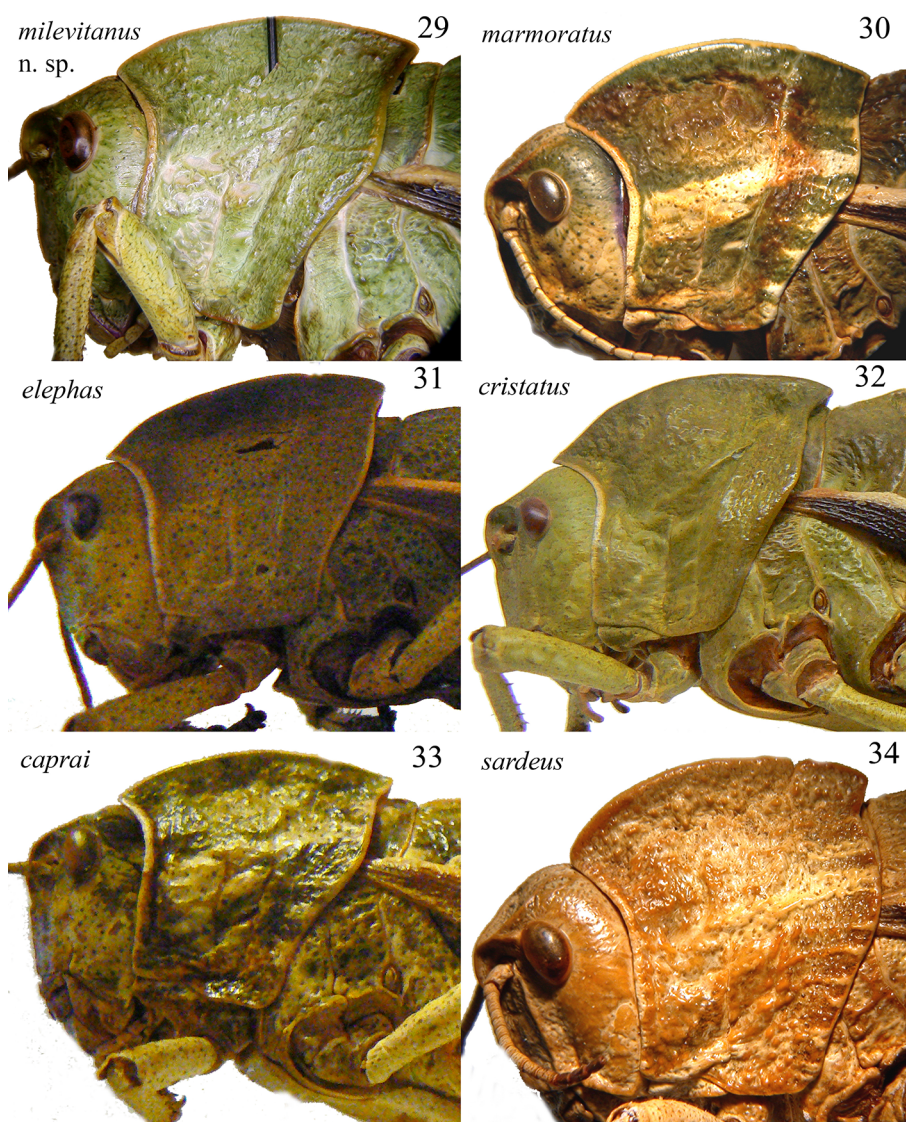 milevitanus 29
n. sp.
marmoratus 30
elephas 31
cristatus 32
caprai 33
sardeus 34